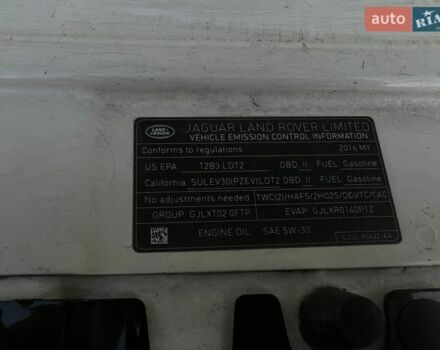 auto RIA
LAND ROVER
JAGUAR LAND ROVER LIMITED
VEHICLE EMISSION CONTROL INFORMATION
Conforms to regulations 2016 MY
US EPA T2B3 LDT2 OBD II FUEL Gasoline
California SULEV30(PZEV)LDT2 OBD II FUEL Gasoline
No adjustments needed TWC(2)/HAFS/2HO2S/DGI/TC/CAC
GROUP GJLXT02.0FTP EVAP GJLXR0140P1Z
ENGINE OIL SAE 5W-30